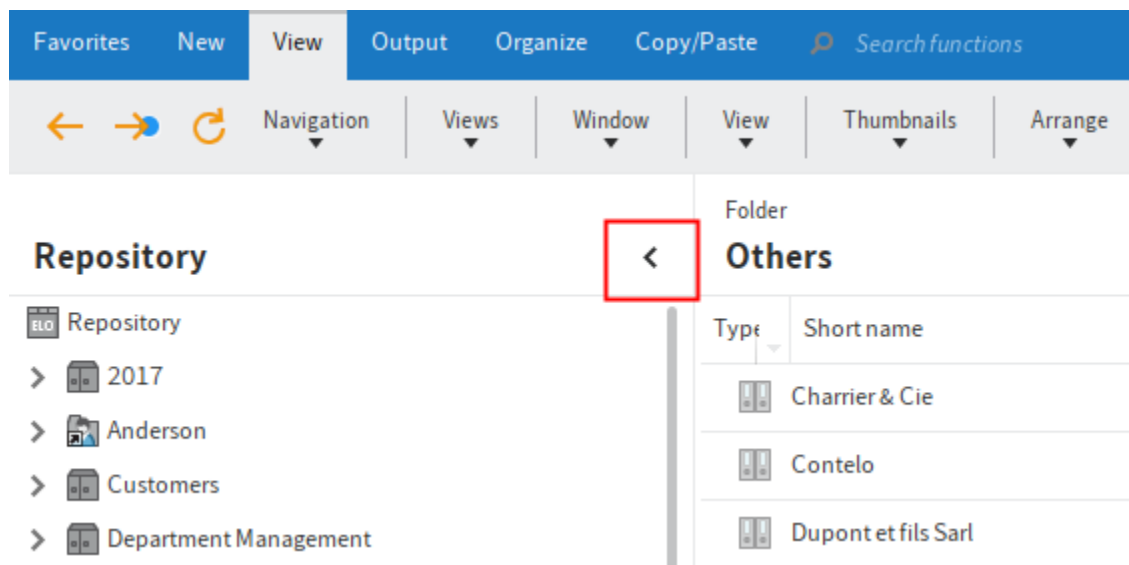 Favorites New View Output Organize Copy/Paste Search functions
Navigation Views Window View Thumbnails Arrange
Folder
Repository Others
ELO Repository
Type Short name
2017
Charrier & Cie
Anderson
Contelo
Customers
Department Management
Dupont et fils Sarl